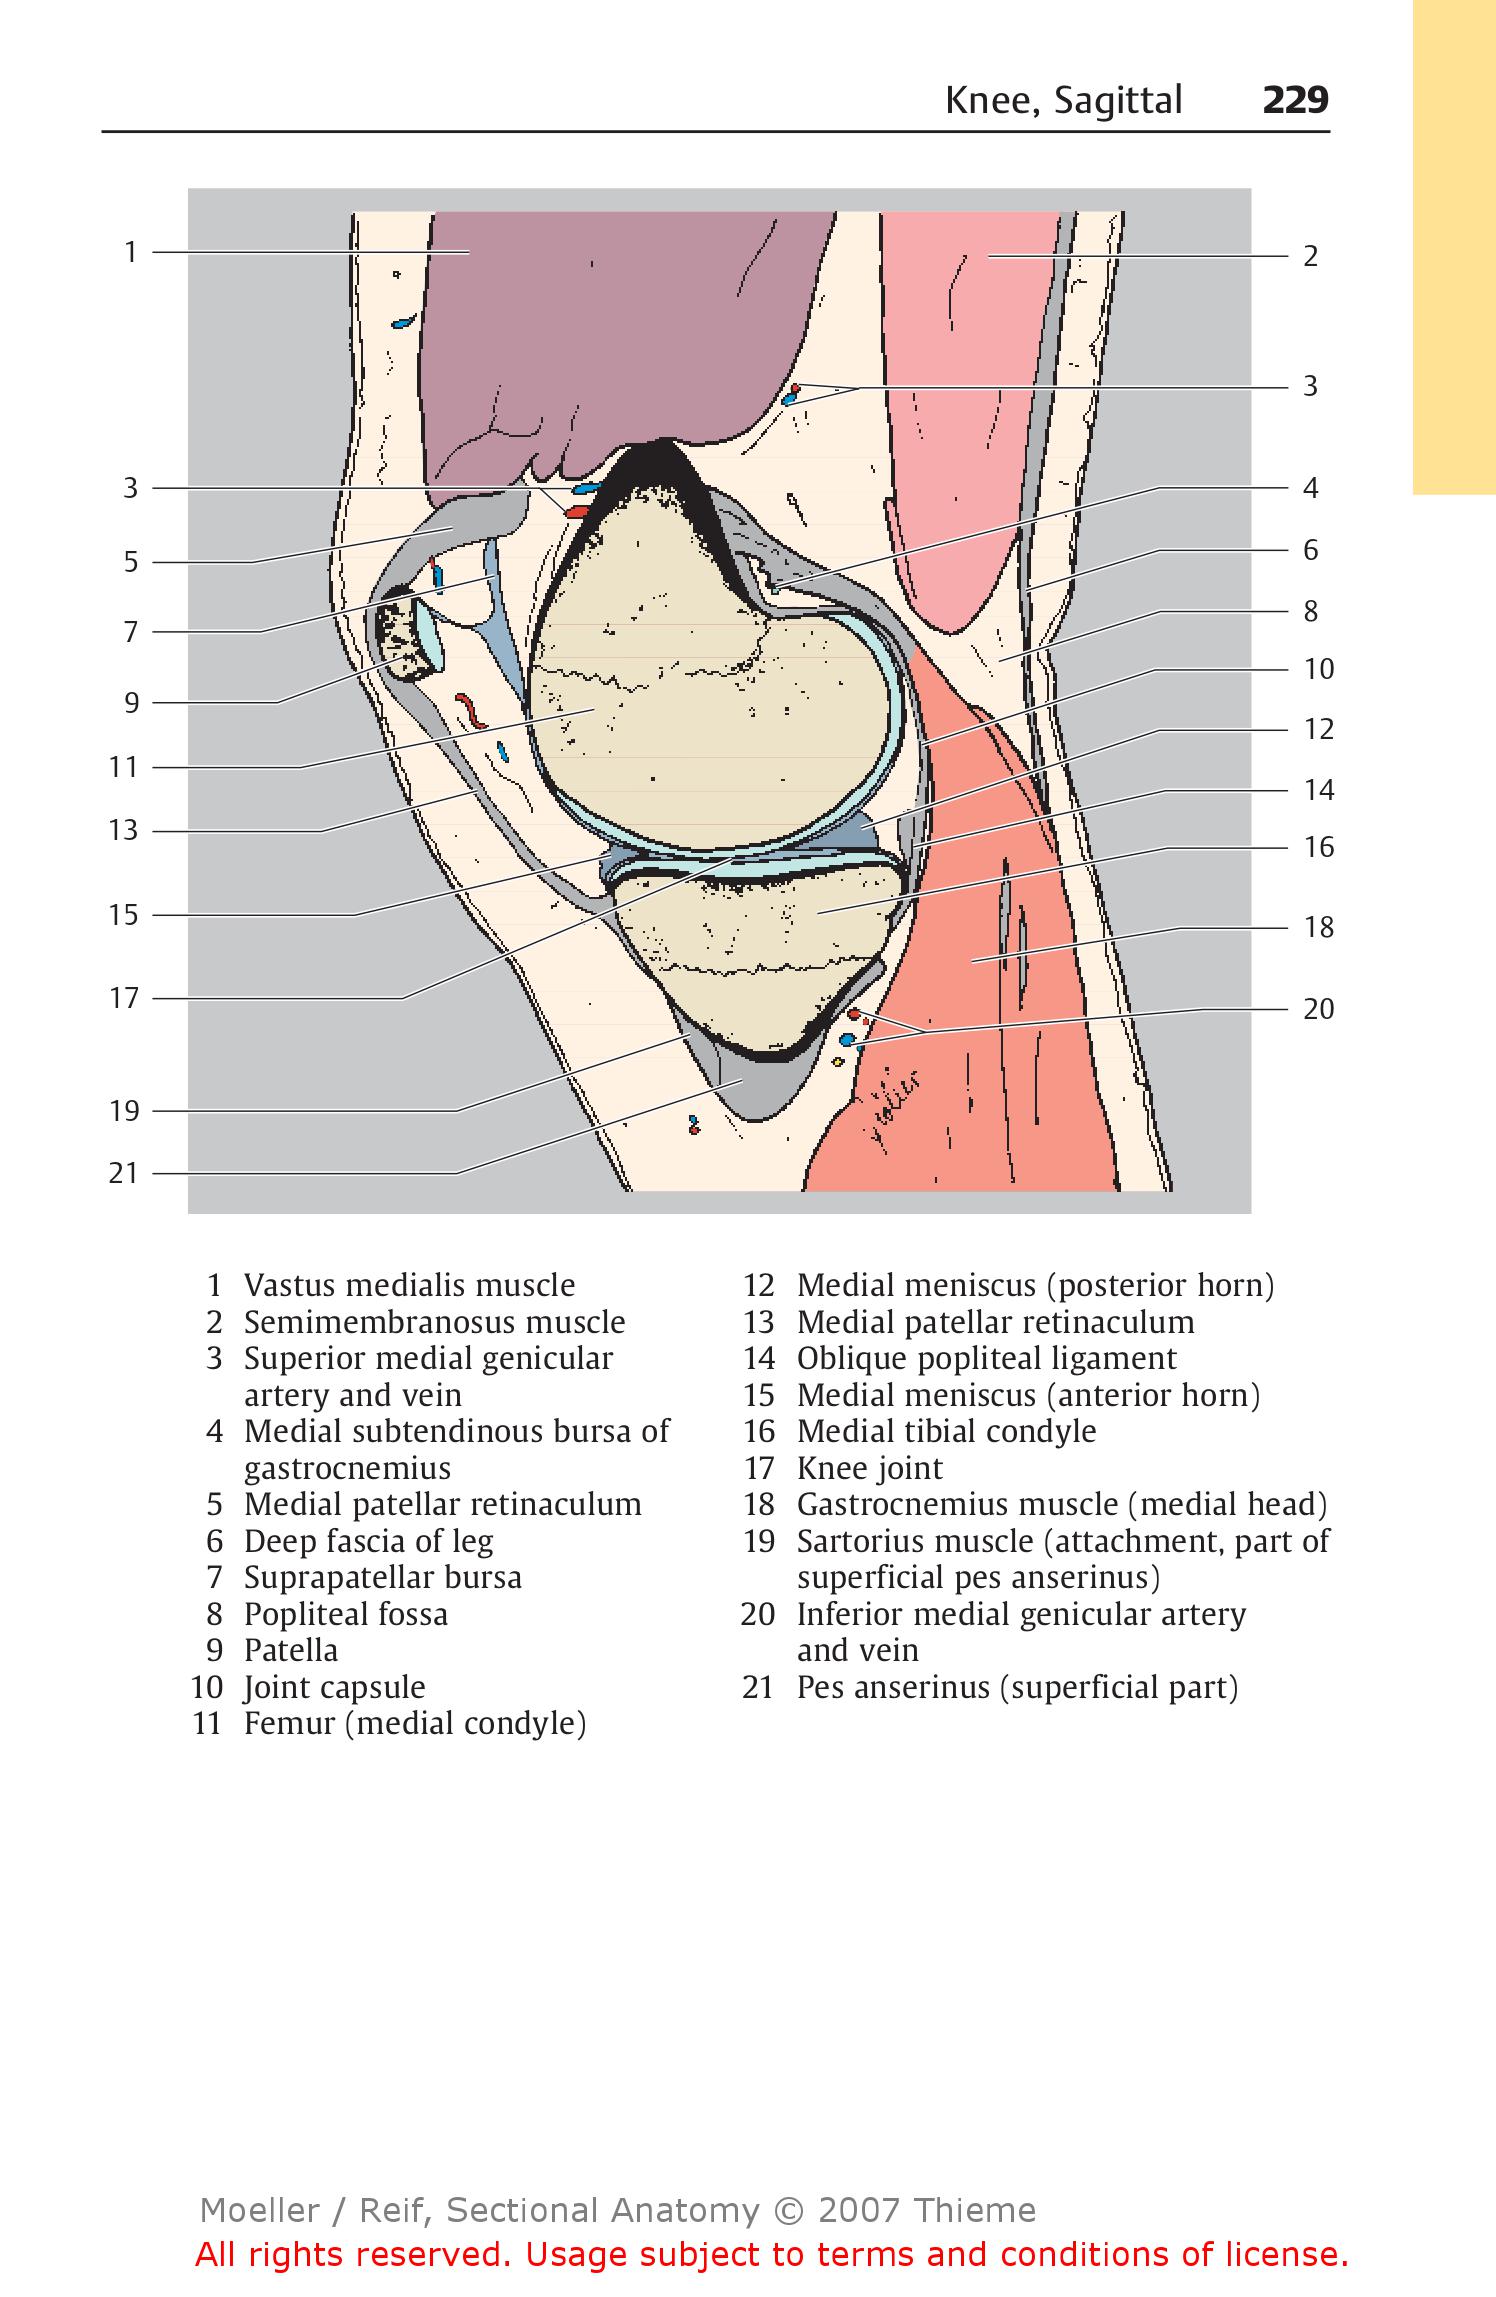 Knee, Sagittal 229
1
2
3
3
4
5
6
7
8
9
10
11
12
13
14
15
16
17
18
19
20
21
1 Vastus medialis muscle
2 Semimembranosus muscle
3 Superior medial genicular
artery and vein
4 Medial subtendinous bursa of
gastrocnemius
5 Medial patellar retinaculum
6 Deep fascia of leg
7 Suprapatellar bursa
8 Popliteal fossa
9 Patella
10 Joint capsule
11 Femur (medial condyle)
12 Medial meniscus (posterior horn)
13 Medial patellar retinaculum
14 Oblique popliteal ligament
15 Medial meniscus (anterior horn)
16 Medial tibial condyle
17 Knee joint
18 Gastrocnemius muscle (medial head)
19 Sartorius muscle (attachment, part of
superficial pes anserinus)
20 Inferior medial genicular artery
and vein
21 Pes anserinus (superficial part)
Moeller / Reif, Sectional Anatomy © 2007 Thieme
All rights reserved. Usage subject to terms and conditions of license.